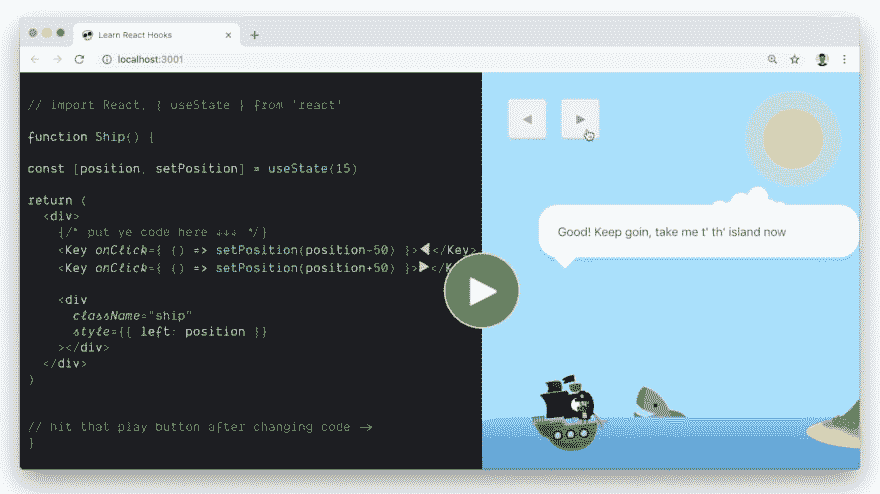 Learn React Hooks
localhost:3001
// import React, { useState } from 'react'
function Ship() {
const [position, setPosition] = useState(15)
return (
<div>
{/* put ye code here ↓↓↓ */}
<Key onClick={ () => setPosition(position-50) }>◀</Key>
<Key onClick={ () => setPosition(position+50) }>▶</K
<div
className="ship"
style={{ left: position }}
></div>
</div>
)
// hit that play button after changing code →
}
Good! Keep goin, take me t' th' island now